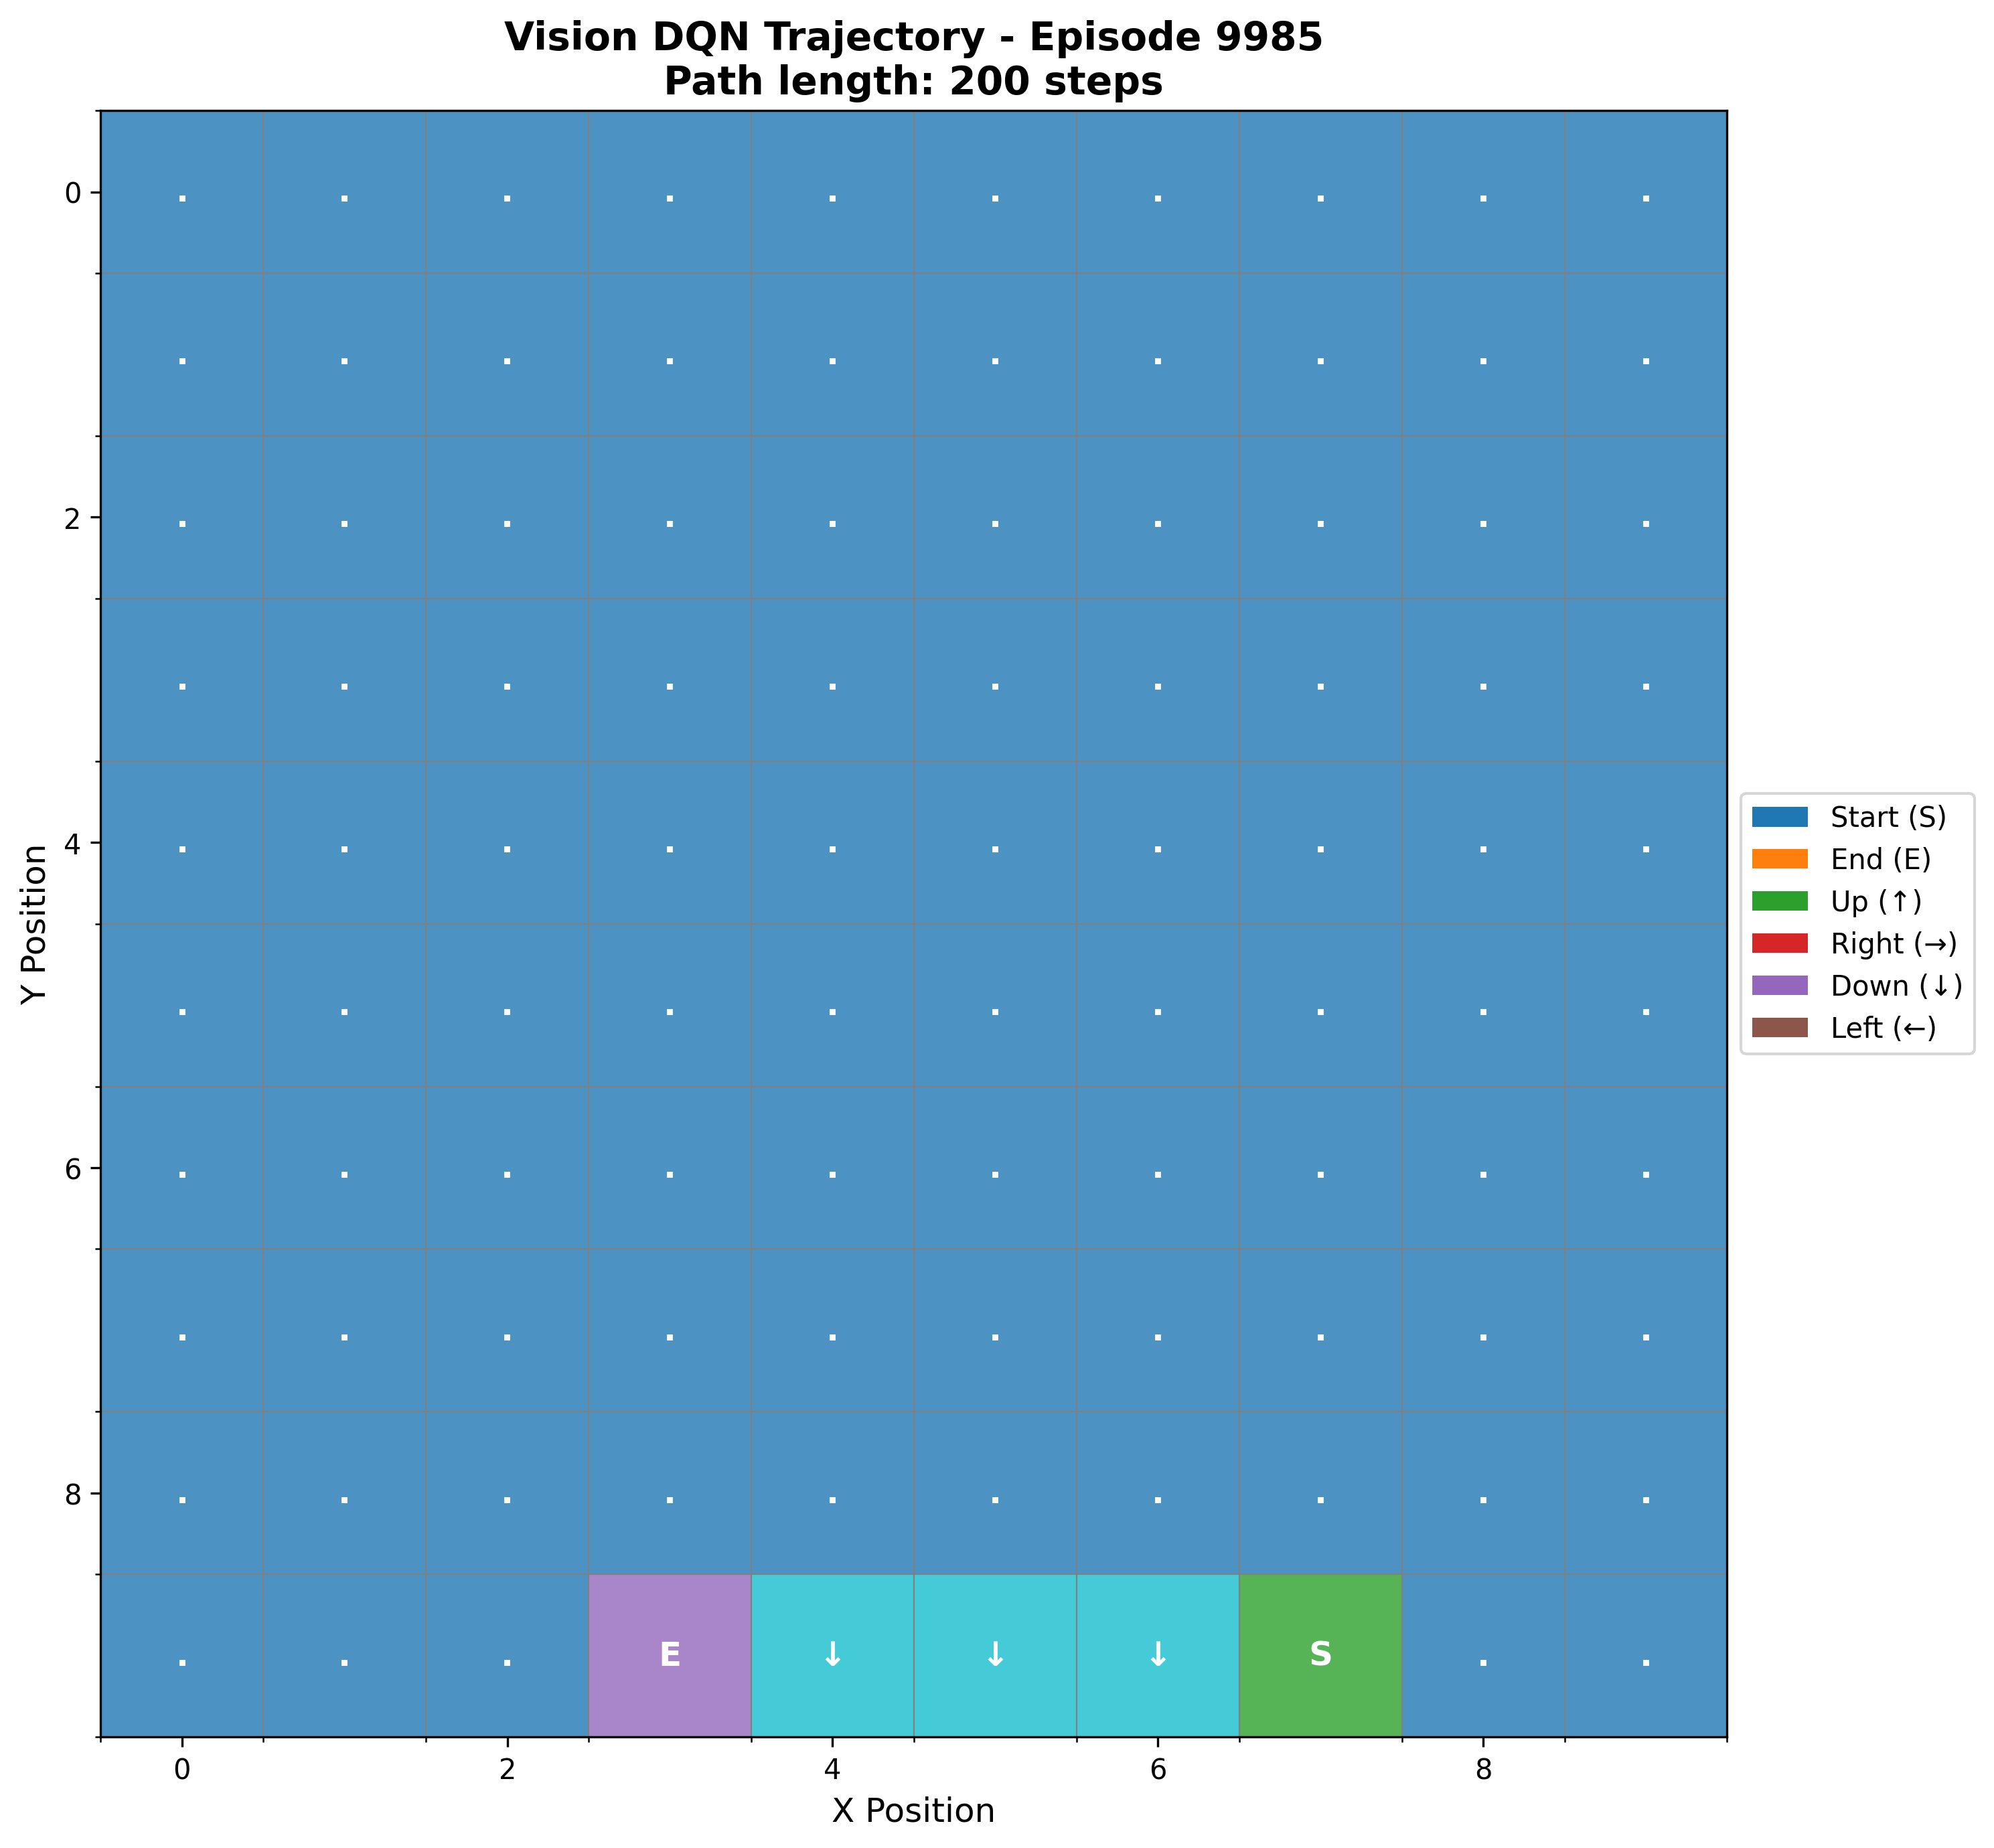 Vision DQN Trajectory - Episode 9985
Path length: 200 steps
0
2
4
6
8
Y Position
E ↓ ↓ ↓ S
0 2 4 6 8
X Position
Start (S)
End (E)
Up (↑)
Right (→)
Down (↓)
Left (←)